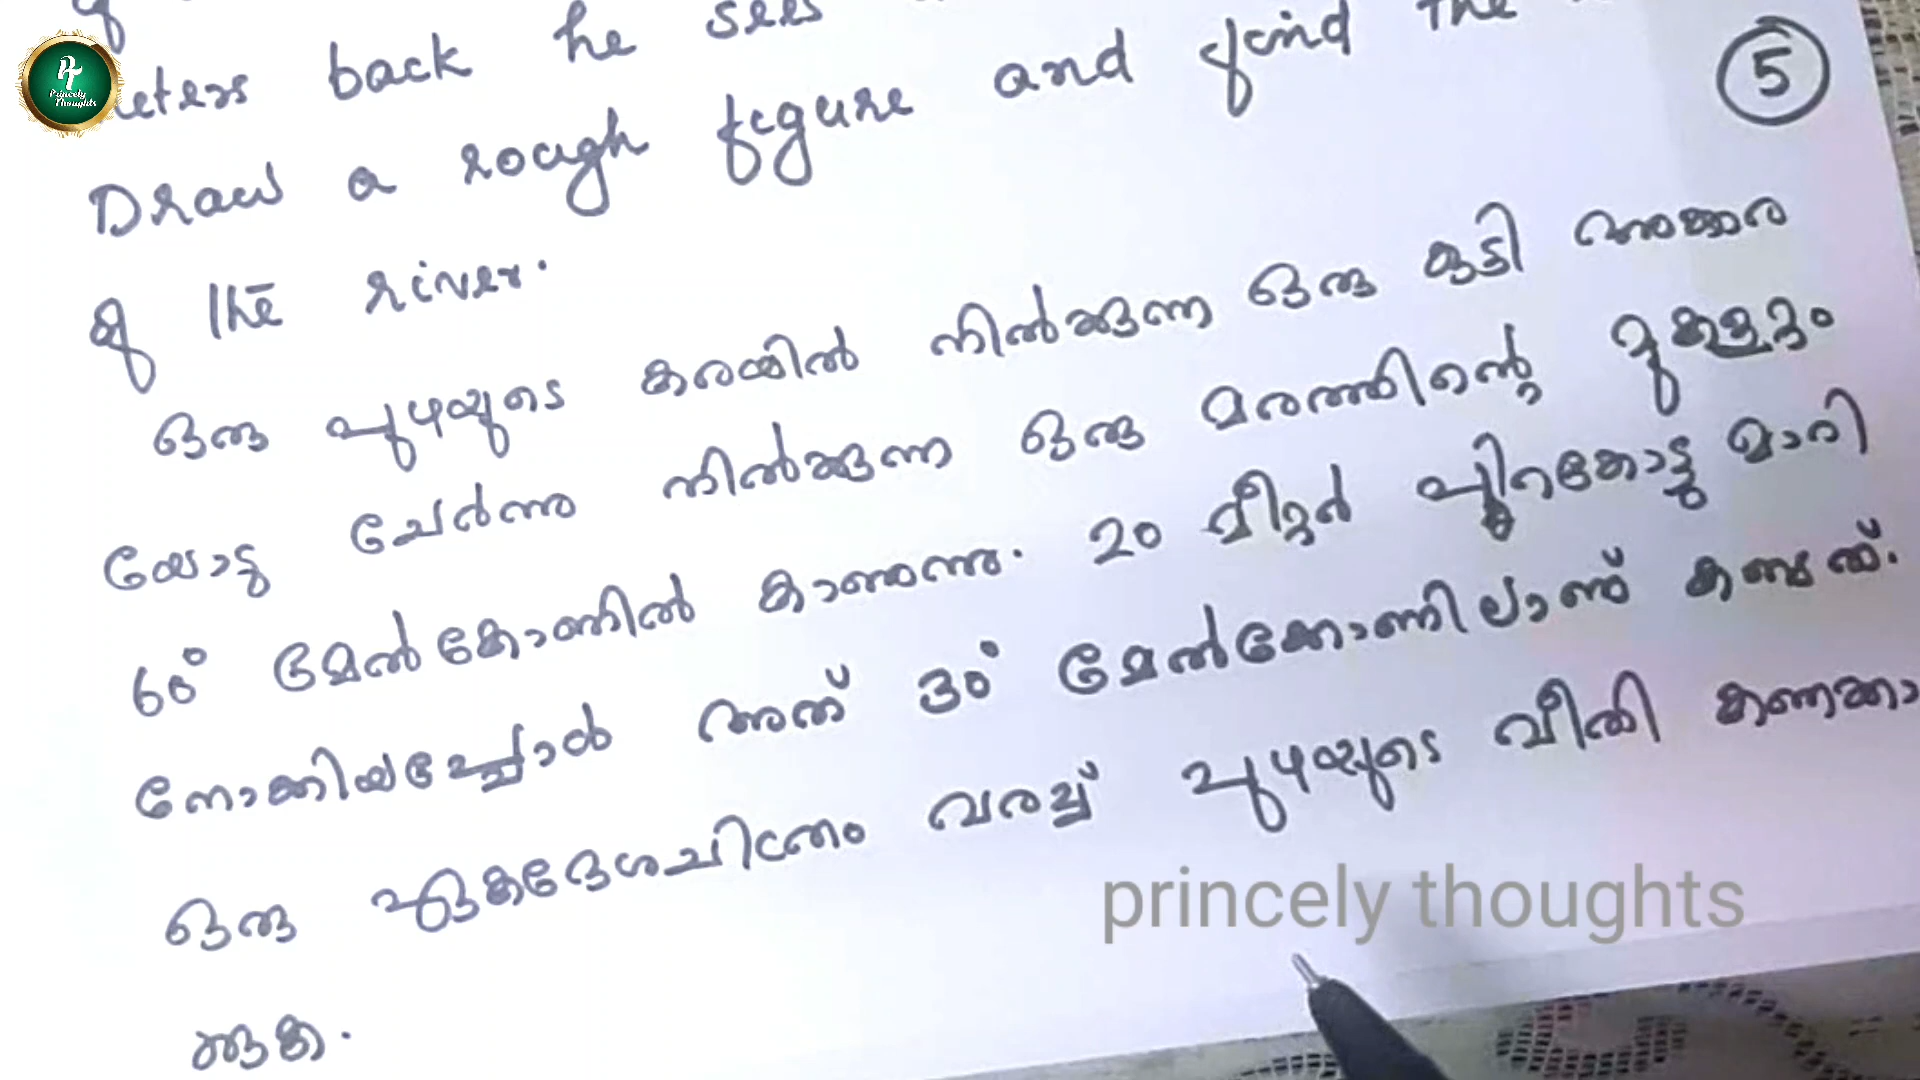 meters back he sees
Draw a rough figure and find the
of the river.
5
ഒരു പുഴയുടെ കരയിൽ നിൽക്കുന്ന ഒരു കുട്ടി അക്കര
യോട്ടു ചേർന്നു നിൽക്കുന്ന ഒരു മരത്തിന്റെ മുകളറ്റം
60° മേൽകോണിൽ കാണുന്നു. 20 മീറ്റർ പിറകോട്ടു മാറി
നോക്കിയപ്പോൾ അത് 30° മേൽകോണിലാണ് കണ്ടത്.
ഒരു ഏകദേശചിത്രം വരച്ച് പുഴയുടെ വീതി കണക്കാ
ക്കുക.
princely thoughts
PT
Princely
Thoughts